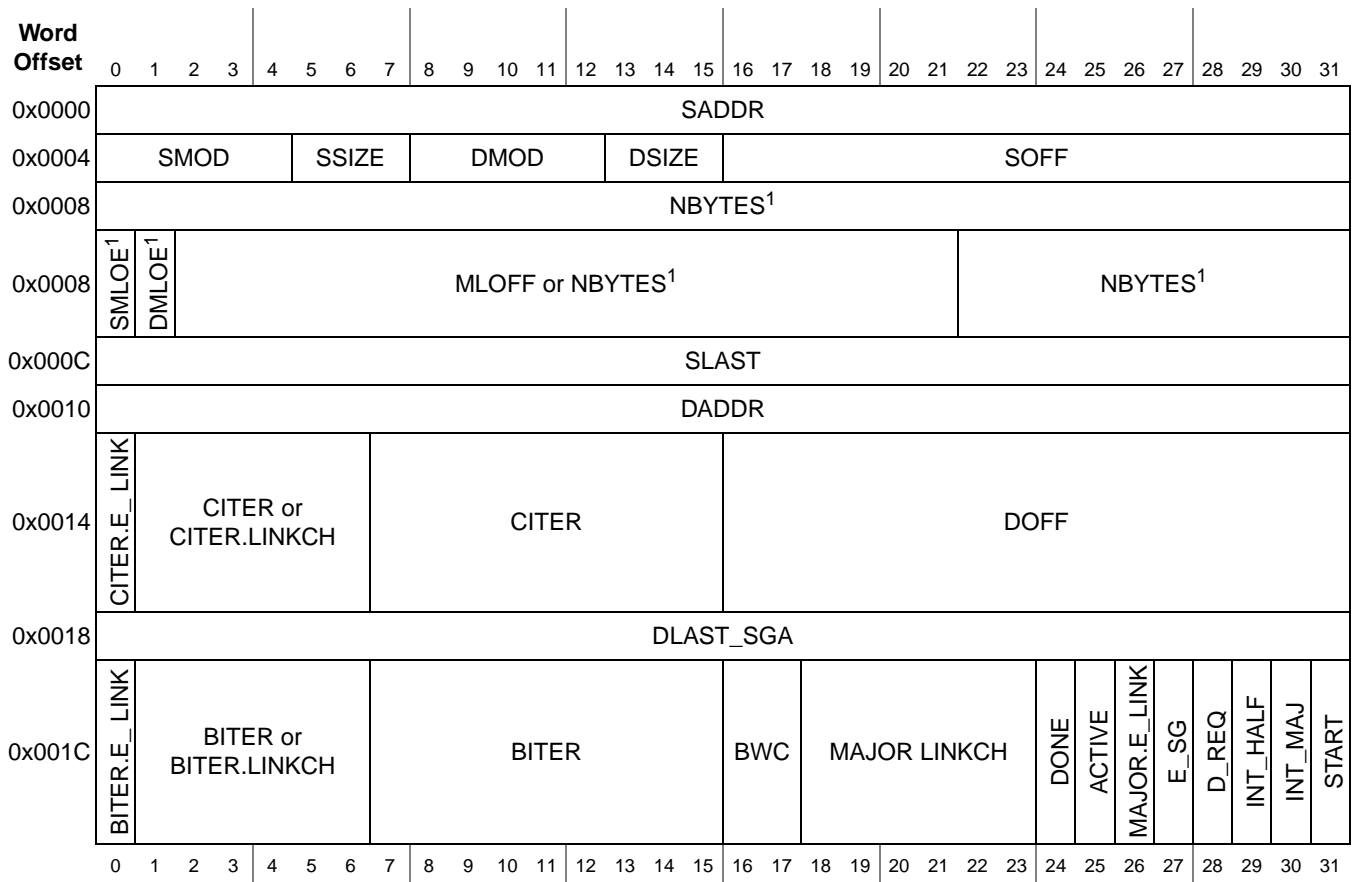 Word
Offset 0 1 2 3 4 5 6 7 8 9 10 11 12 13 14 15 16 17 18 19 20 21 22 23 24 25 26 27 28 29 30 31
0x0000 SADDR
0x0004 SMOD SSIZE DMOD DSIZE SOFF
0x0008 NBYTES¹
0x0008 SMLOE¹ DMLOE¹ MLOFF or NBYTES¹ NBYTES¹
0x000C SLAST
0x0010 DADDR
0x0014 CITER.E_ LINK CITER or
CITER.LINKCH CITER DOFF
0x0018 DLAST_SGA
0x001C BITER.E_ LINK BITER or
BITER.LINKCH BITER BWC MAJOR LINKCH DONE ACTIVE MAJOR.E_LINK E_SG D_REQ INT_HALF INT_MAJ START
0 1 2 3 4 5 6 7 8 9 10 11 12 13 14 15 16 17 18 19 20 21 22 23 24 25 26 27 28 29 30 31